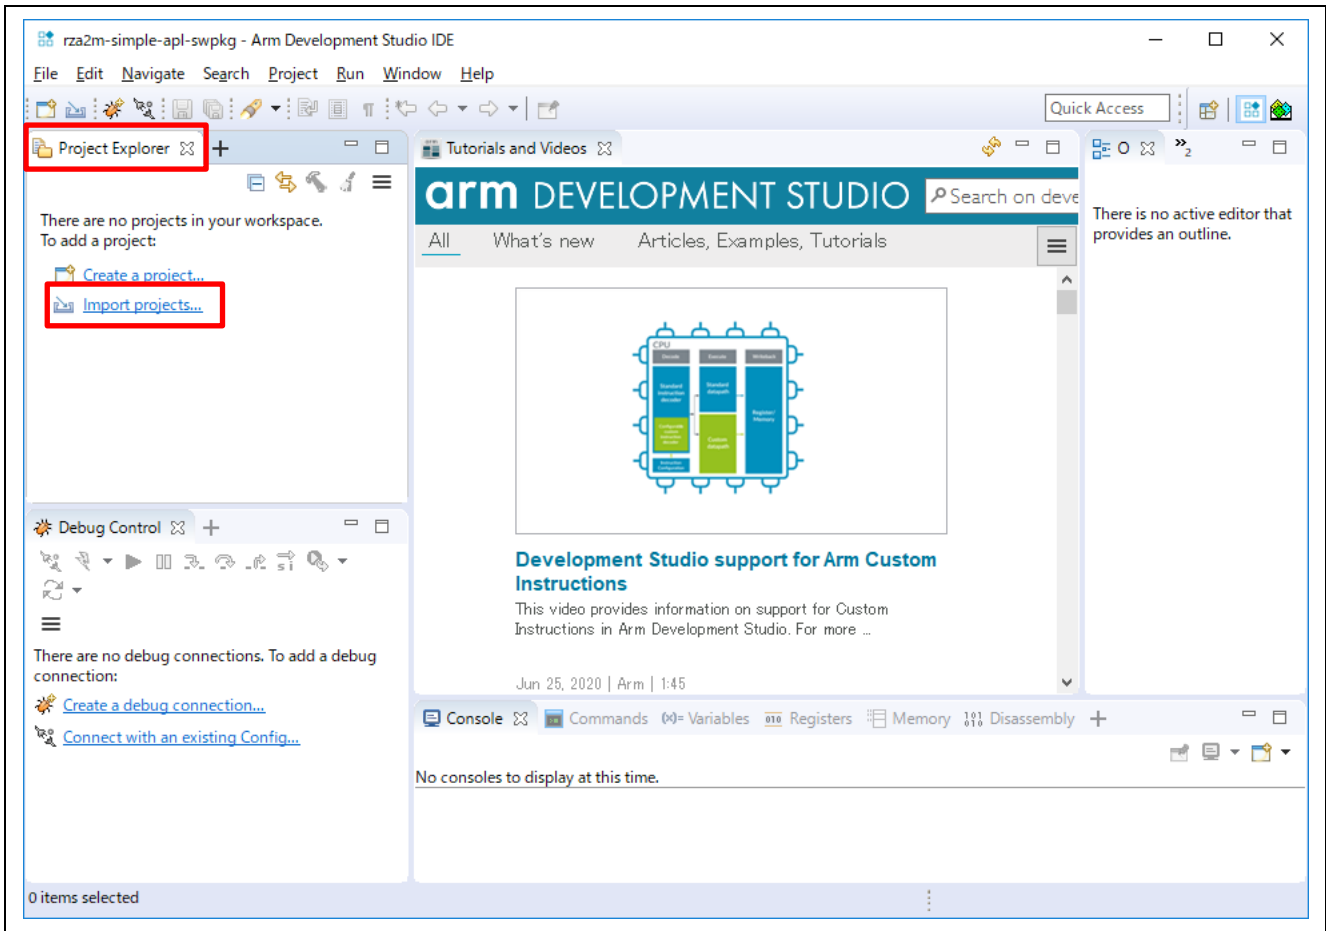 rza2m-simple-apl-swpkg - Arm Development Studio IDE
File Edit Navigate Search Project Run Window Help
Quick Access
Project Explorer
There are no projects in your workspace.
To add a project:
Create a project...
Import projects...
Tutorials and Videos
arm DEVELOPMENT STUDIO
Search on deve
All What's new Articles, Examples, Tutorials
CPU
Development Studio support for Arm Custom
Instructions
This video provides information on support for Custom
Instructions in Arm Development Studio. For more ...
Jun 25, 2020 | Arm | 1:45
O
»2
There is no active editor that
provides an outline.
Debug Control
There are no debug connections. To add a debug
connection:
Create a debug connection...
Connect with an existing Config...
Console Commands Variables Registers Memory Disassembly
No consoles to display at this time.
0 items selected